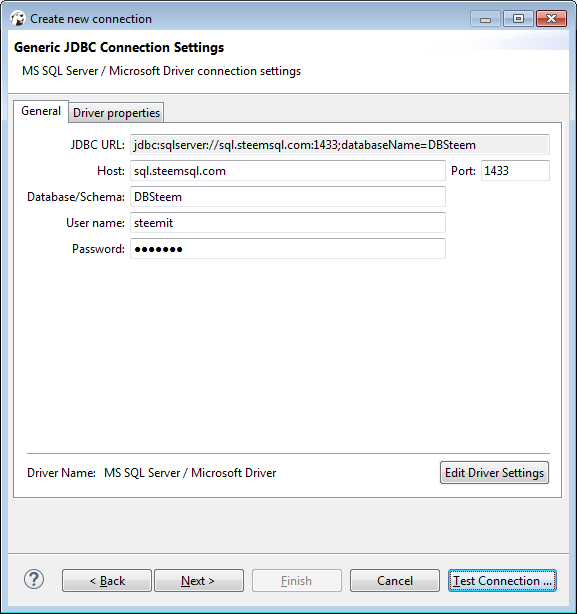 Create new connection
Generic JDBC Connection Settings
MS SQL Server / Microsoft Driver connection settings
General Driver properties
JDBC URL: jdbc:sqlserver://sql.steemsql.com:1433;databaseName=DBSteem
Host: sql.steemsql.com Port: 1433
Database/Schema: DBSteem
User name: steemit
Password: ●●●●●●●
Driver Name: MS SQL Server / Microsoft Driver Edit Driver Settings
? < Back Next > Finish Cancel Test Connection ...